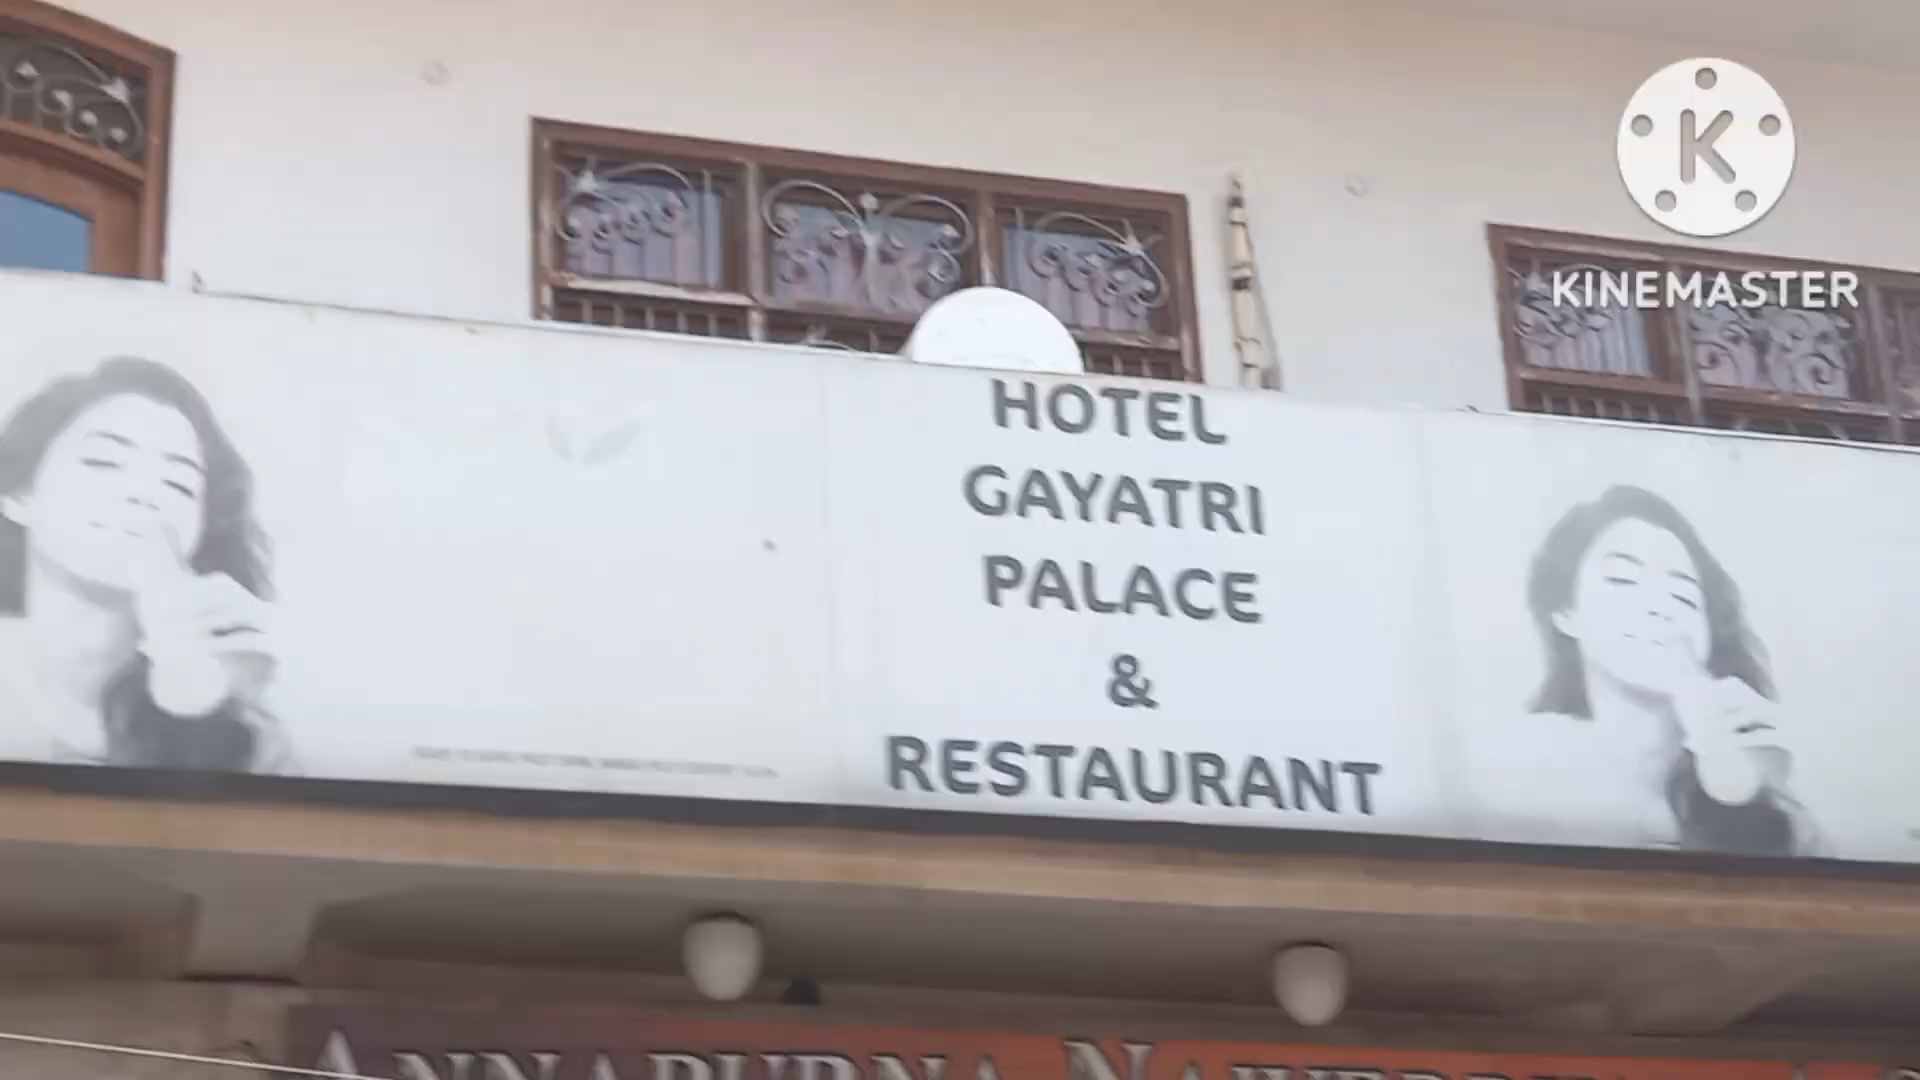 K
KINEMASTER
HOTEL
GAYATRI
PALACE
&
RESTAURANT
ANNAPURNA